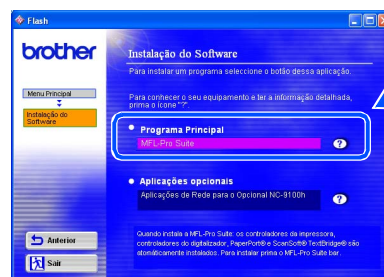 Flash
brother
Instalação do Software
Para instalar um programa seleccione o botão dessa aplicação.
Para conhecer o seu equipamento e ter a informação detalhada,
prima o ícone "?".
Menu Principal
Instalação do
Software
Programa Principal
MFL-Pro Suite
?
Aplicações opcionais
Aplicações de Rede para o Opcional NC-9100h
?
Quando instala a MFL-Pro Suite: os controladores da impressora,
controladores do digitalizador, PaperPort® e ScanSoft® TextBridge® são
atomáticamente instalados. Para instalar prima o MFL-Pro Suite bar.
Anterior
Sair